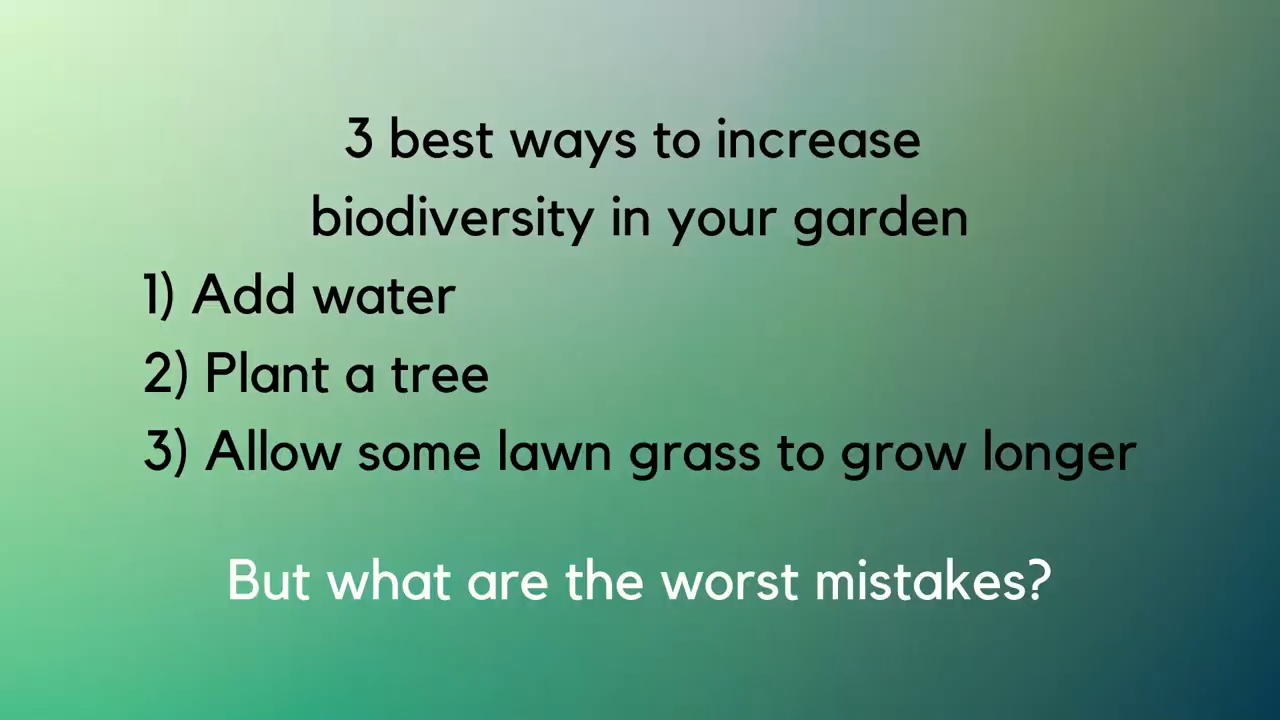 3 best ways to increase
biodiversity in your garden
1) Add water
2) Plant a tree
3) Allow some lawn grass to grow longer
But what are the worst mistakes?